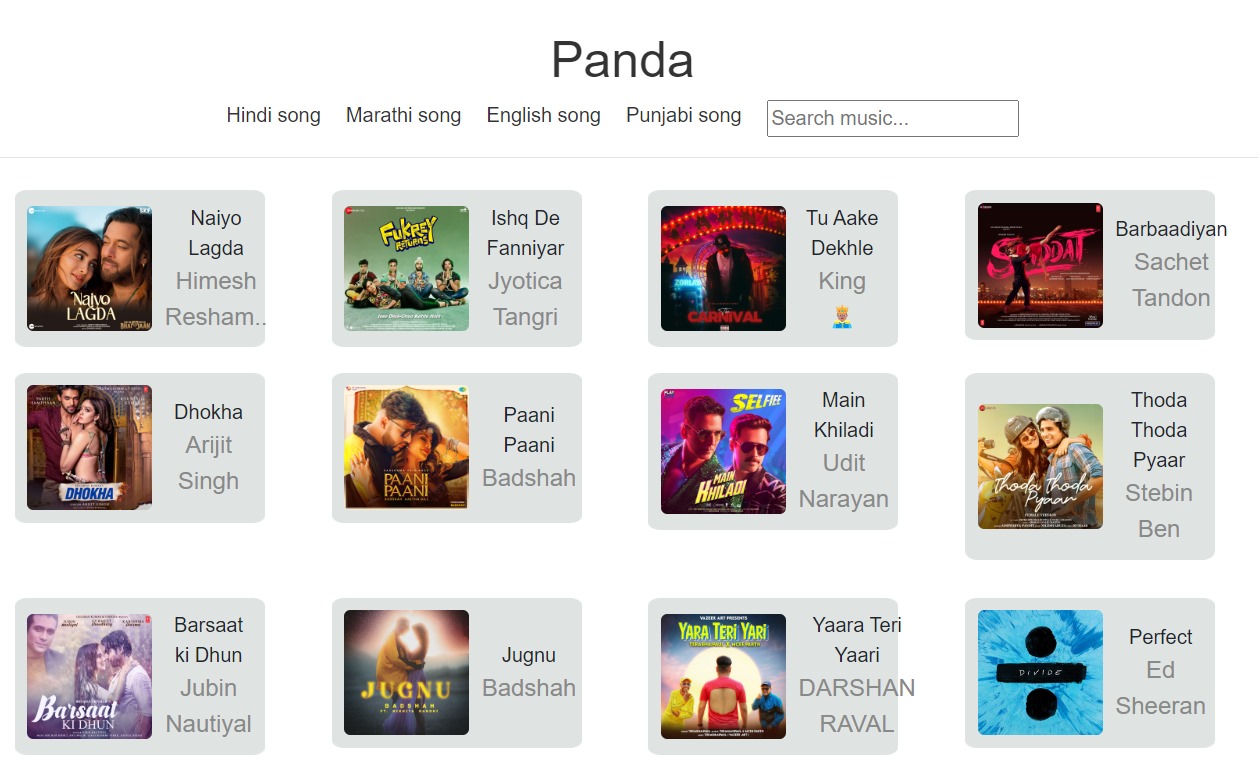 Panda
Hindi song Marathi song English song Punjabi song Search music...
Naiyo
LAGDA
Naiyo
Lagda
Himesh
Resham..
FUKREY
RETURNS
Ishq De
Fanniyar
Jyotica
Tangri
CARNIVAL
Tu Aake
Dekhle
King
Barbaadiyan
Sachet
Tandon
DHOKHA
Dhokha
Arijit
Singh
PAANI
PAANI
Paani
Paani
Badshah
SELFIEE
MAIN
KHILADI
Main
Khiladi
Udit
Narayan
Thoda Thoda
Pyaar
Thoda
Thoda
Pyaar
Stebin
Ben
Barsaat
KI DHUN
Barsaat
ki Dhun
Jubin
Nautiyal
JUGNU
BADSHAH
Jugnu
Badshah
VAZEER ART PRESENTS
YARA TERI YARI
Yaara Teri
Yaari
DARSHAN
RAVAL
DIVIDE
Perfect
Ed
Sheeran